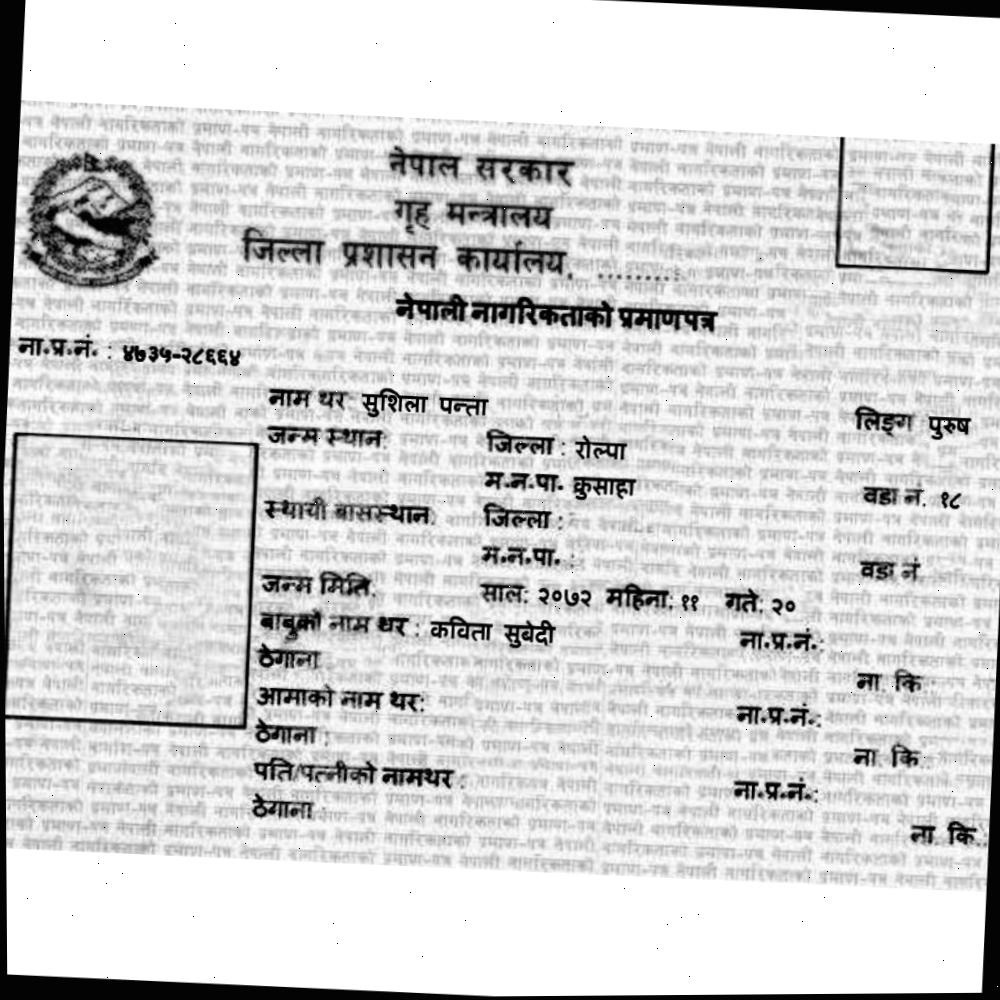 नेपाल सरकार
गृह मन्त्रालय
जिल्ला प्रशासन कार्यालय, ........
नेपाली नागरिकताको प्रमाणपत्र
ना.प्र.नं. : ४७३५-२८६६४
नाम थर: सुशिला पन्ता लिङ्ग पुरुष
जन्म स्थान: जिल्ला : रोल्पा
म.न.पा. कुसाहा वडा नं. १८
स्थायी बासस्थान: जिल्ला :
म.न.पा. : वडा नं
जन्म मिति: साल: २०७२ महिना: ११ गते: २०
बाबुको नाम थर : कविता सुबेदी ना.प्र.नं.:
ठेगाना ना. कि.:
आमाको नाम थर: ना.प्र.नं.:
ठेगाना : ना. कि.:
पति/पत्नीको नामथर : ना.प्र.नं.:
ठेगाना ना. कि.: